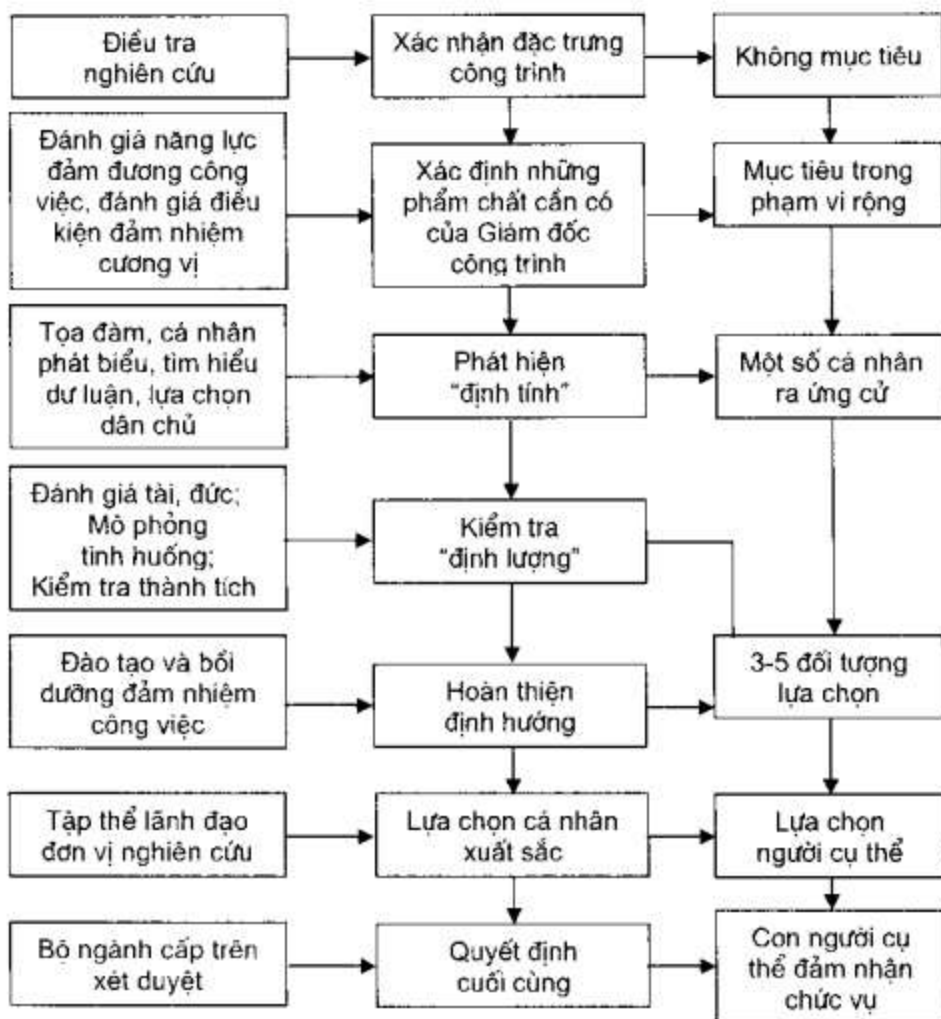 Điều tra
nghiên cứu
Xác nhận đặc trưng
công trình
Không mục tiêu
Đánh giá năng lực
đảm đương công
việc, đánh giá điều
kiện đảm nhiệm
cương vị
Xác định những
phẩm chất cần có
của Giám đốc
công trình
Mục tiêu trong
phạm vi rộng
Tọa đàm, cá nhân
phát biểu, tìm hiểu
dư luận, lựa chọn
dân chủ
Phát hiện
"định tính"
Một số cá nhân
ra ứng cử
Đánh giá tài, đức;
Mô phỏng
tình huống;
Kiểm tra thành tích
Kiểm tra
"định lượng"
Đào tạo và bồi
dưỡng đảm nhiệm
công việc
Hoàn thiện
định hướng
3-5 đối tượng
lựa chọn
Tập thể lãnh đạo
đơn vị nghiên cứu
Lựa chọn cá nhân
xuất sắc
Lựa chọn
người cụ thể
Bộ ngành cấp trên
xét duyệt
Quyết định
cuối cùng
Con người cụ
thể đảm nhận
chức vụ